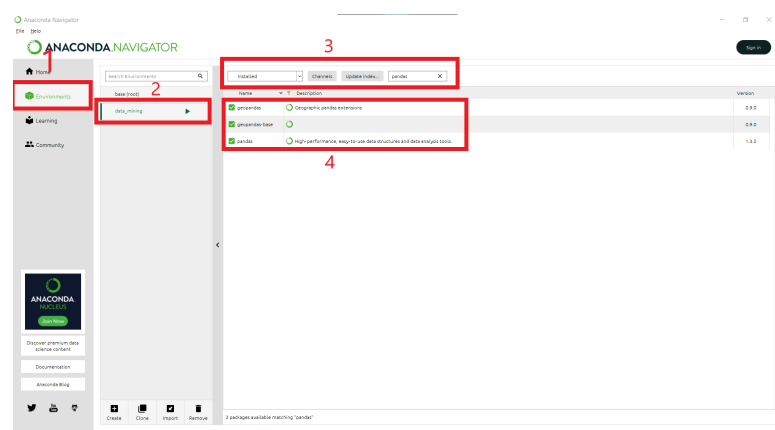 Anaconda Navigator
File Help
ANACONDA.NAVIGATOR
Sign in
1
2
3
4
Home
Environments
Learning
Community
Search Environments
base (root)
data_mining
Installed
Channels
Update index...
pandas X
Name
Description
Version
geopandas
Geographic pandas extensions
0.9.0
geopandas-base
0.9.0
pandas
High-performance, easy-to-use data structures and data analysis tools.
1.3.2
ANACONDA.
NUCLEUS
Join Now
Discover premium data
science content
Documentation
Anaconda Blog
You
Create
Clone
Import
Remove
3 packages available matching "pandas"